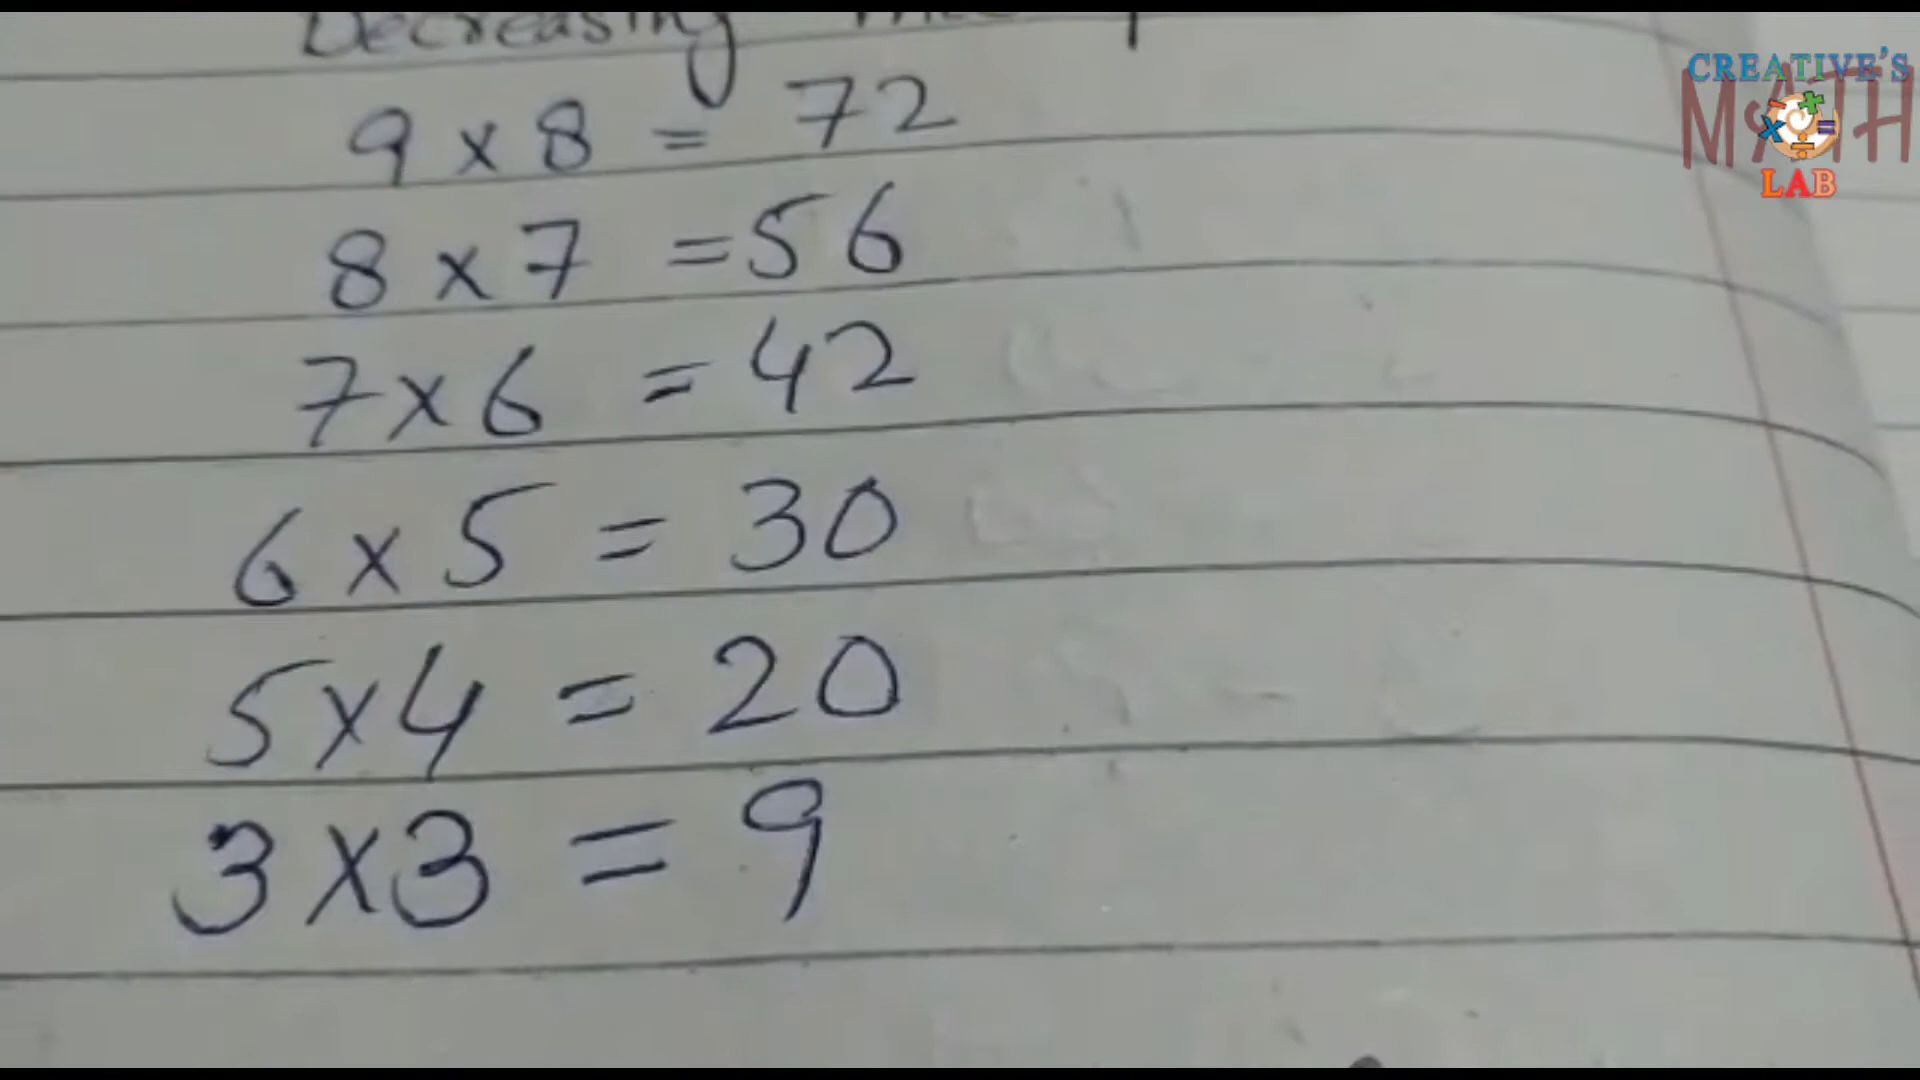 Decreasing
9 x 8 = 72
8 x 7 = 56
7 x 6 = 42
6 x 5 = 30
5 x 4 = 20
3 x 3 = 9
CREATIVE'S
MATH
LAB